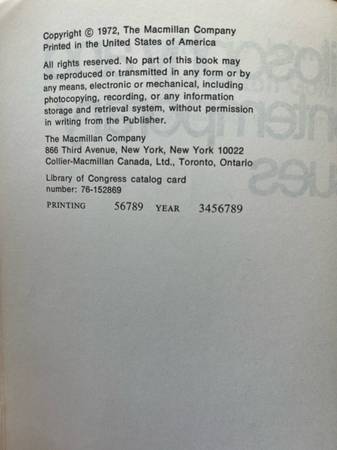 Copyright © 1972, The Macmillan Company
Printed in the United States of America
All rights reserved. No part of this book may
be reproduced or transmitted in any form or by
any means, electronic or mechanical, including
photocopying, recording, or any information
storage and retrieval system, without permission
in writing from the Publisher.
The Macmillan Company
866 Third Avenue, New York, New York 10022
Collier-Macmillan Canada, Ltd., Toronto, Ontario
Library of Congress catalog card
number: 76-152869
PRINTING 56789 YEAR 3456789